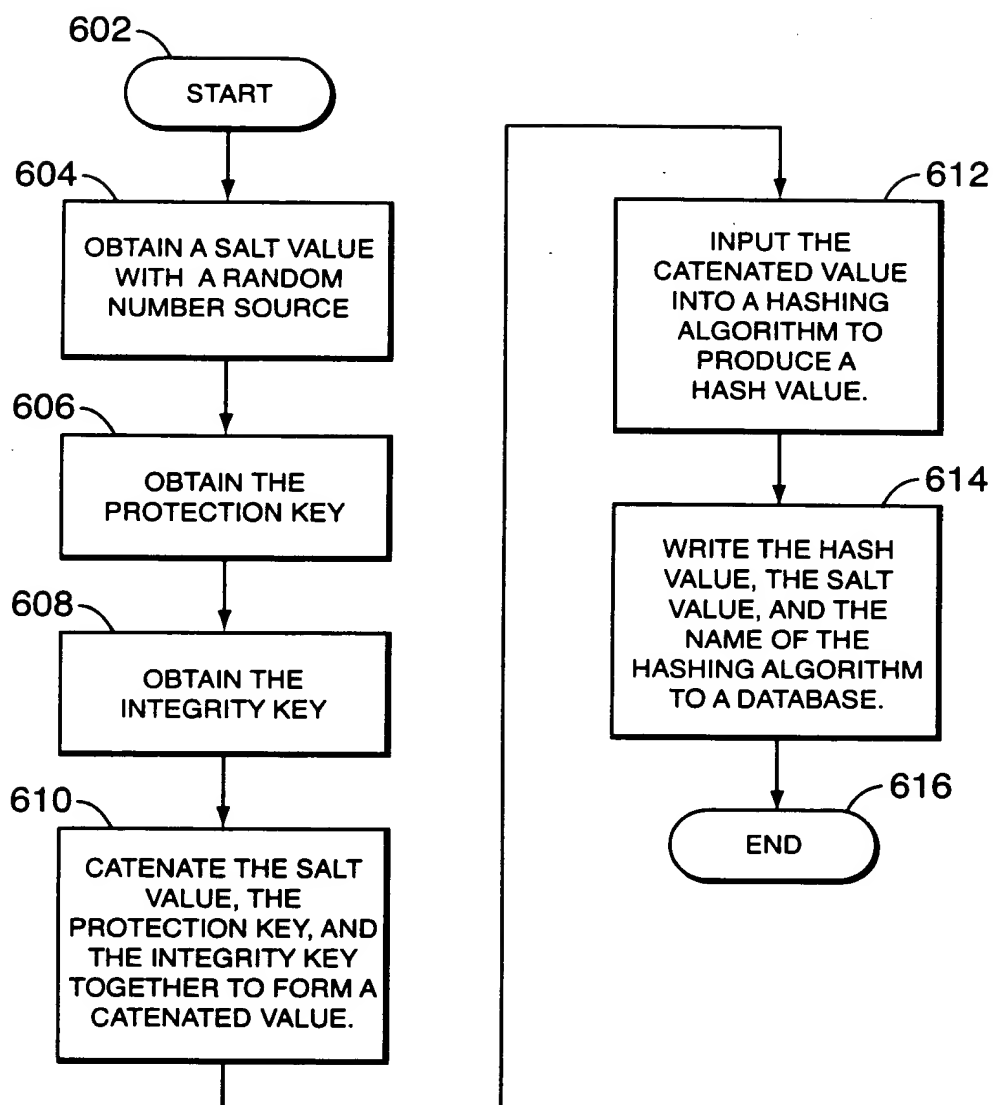 602
START
604
OBTAIN A SALT VALUE
WITH A RANDOM
NUMBER SOURCE
606
OBTAIN THE
PROTECTION KEY
608
OBTAIN THE
INTEGRITY KEY
610
CATENATE THE SALT
VALUE, THE
PROTECTION KEY, AND
THE INTEGRITY KEY
TOGETHER TO FORM A
CATENATED VALUE.
612
INPUT THE
CATENATED VALUE
INTO A HASHING
ALGORITHM TO
PRODUCE A
HASH VALUE.
614
WRITE THE HASH
VALUE, THE SALT
VALUE, AND THE
NAME OF THE
HASHING ALGORITHM
TO A DATABASE.
616
END